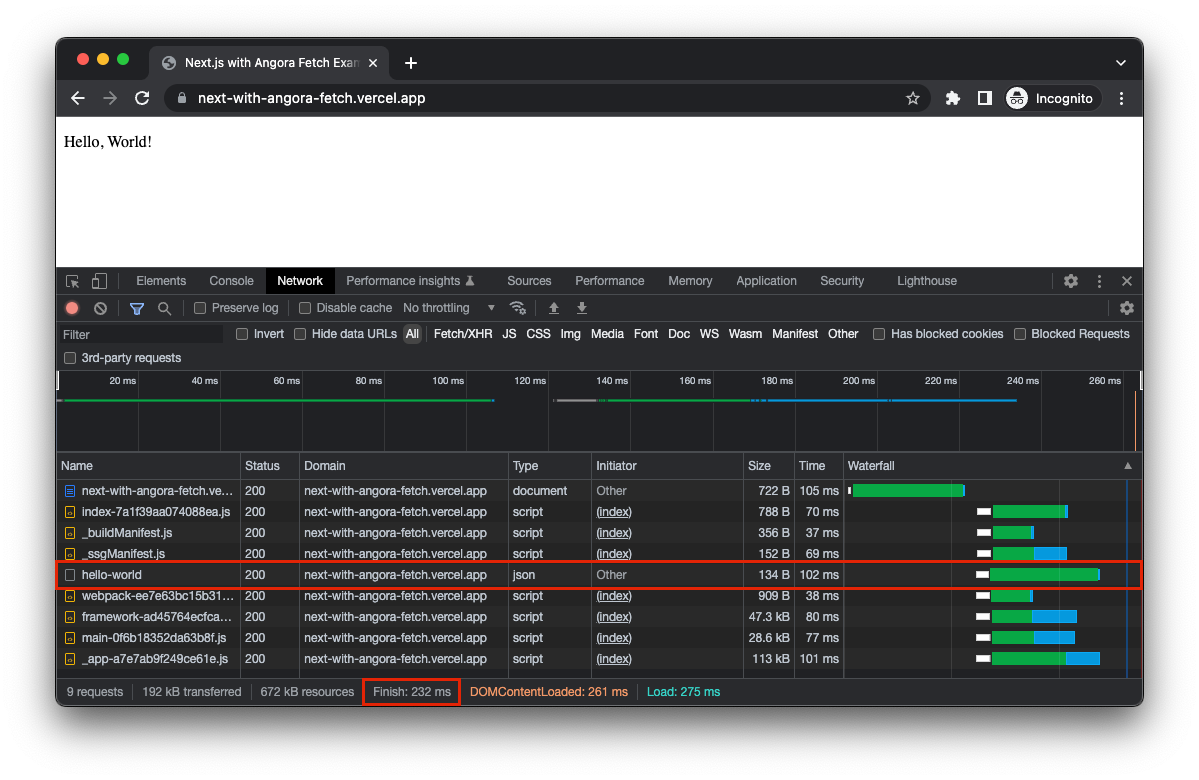 Next.js with Angora Fetch Exan
next-with-angora-fetch.vercel.app
Incognito
Hello, World!
Elements Console Network Performance insights Sources Performance Memory Application Security Lighthouse
Preserve log Disable cache No throttling
Filter Invert Hide data URLs All Fetch/XHR JS CSS Img Media Font Doc WS Wasm Manifest Other Has blocked cookies Blocked Requests
3rd-party requests
20 ms 40 ms 60 ms 80 ms 100 ms 120 ms 140 ms 160 ms 180 ms 200 ms 220 ms 240 ms 260 ms
Name Status Domain Type Initiator Size Time Waterfall
next-with-angora-fetch.ve... 200 next-with-angora-fetch.vercel.app document Other 722 B 105 ms
index-7a1f39aa074088ea.js 200 next-with-angora-fetch.vercel.app script (index) 788 B 70 ms
_buildManifest.js 200 next-with-angora-fetch.vercel.app script (index) 356 B 37 ms
_ssgManifest.js 200 next-with-angora-fetch.vercel.app script (index) 152 B 69 ms
hello-world 200 next-with-angora-fetch.vercel.app json Other 134 B 102 ms
webpack-ee7e63bc15b31... 200 next-with-angora-fetch.vercel.app script (index) 909 B 38 ms
framework-ad45764ecfca... 200 next-with-angora-fetch.vercel.app script (index) 47.3 kB 80 ms
main-0f6b18352da63b8f.js 200 next-with-angora-fetch.vercel.app script (index) 28.6 kB 77 ms
_app-a7e7ab9f249ce61e.js 200 next-with-angora-fetch.vercel.app script (index) 113 kB 101 ms
9 requests 192 kB transferred 672 kB resources Finish: 232 ms DOMContentLoaded: 261 ms Load: 275 ms